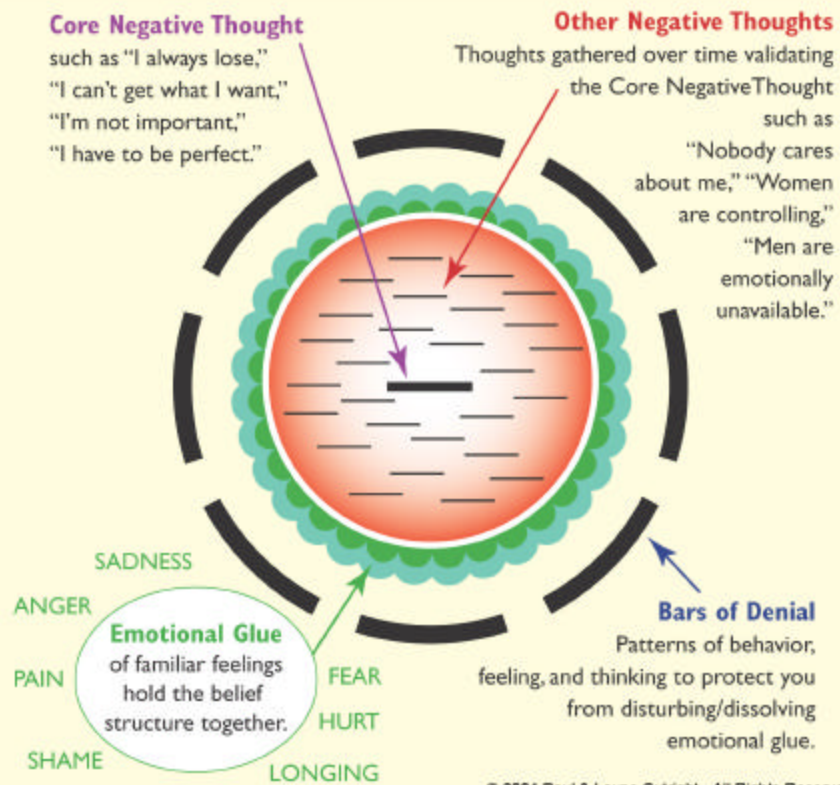 Core Negative Thought
such as “I always lose,”
“I can't get what I want,”
“I'm not important,”
“I have to be perfect.”
Other Negative Thoughts
Thoughts gathered over time validating
the Core NegativeThought
such as
“Nobody cares
about me,” “Women
are controlling,”
“Men are
emotionally
unavailable.”
SADNESS
ANGER
PAIN
SHAME
Emotional Glue
of familiar feelings
hold the belief
structure together.
FEAR
HURT
LONGING
Bars of Denial
Patterns of behavior,
feeling, and thinking to protect you
from disturbing/dissolving
emotional glue.